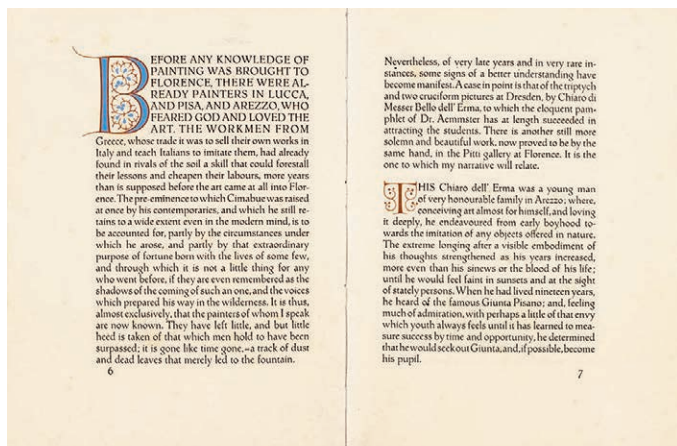 BEFORE ANY KNOWLEDGE OF
PAINTING WAS BROUGHT TO
FLORENCE, THERE WERE AL-
READY PAINTERS IN LUCCA,
AND PISA, AND AREZZO, WHO
FEARED GOD AND LOVED THE
ART. THE WORKMEN FROM
Greece, whose trade it was to sell their own works in
Italy and teach Italians to imitate them, had already
found in rivals of the soil a skill that could forestall
their lessons and cheapen their labours, more years
than is supposed before the art came at all into Flor-
ence. The pre-eminence to which Cimabue was raised
at once by his contemporaries, and which he still re-
tains to a wide extent even in the modern mind, is to
be accounted for, partly by the circumstances under
which he arose, and partly by that extraordinary
purpose of fortune born with the lives of some few,
and through which it is not a little thing for any
who went before, if they are even remembered as the
shadows of the coming of such an one, and the voices
which prepared his way in the wilderness. It is thus,
almost exclusively, that the painters of whom I speak
are now known. They have left little, and but little
heed is taken of that which men hold to have been
surpassed; it is gone like time gone,-a track of dust
and dead leaves that merely led to the fountain.
6
Nevertheless, of very late years and in very rare in-
stances, some signs of a better understanding have
become manifest. A case in point is that of the triptych
and two cruciform pictures at Dresden, by Chiaro di
Messer Bello dell' Erma, to which the eloquent pam-
phlet of Dr. Aemmster has at length succeeded in
attracting the students. There is another still more
solemn and beautiful work, now proved to be by the
same hand, in the Pitti gallery at Florence. It is the
one to which my narrative will relate.
THIS Chiaro dell' Erma was a young man
of very honourable family in Arezzo; where,
conceiving art almost for himself, and loving
it deeply, he endeavoured from early boyhood to-
wards the imitation of any objects offered in nature.
The extreme longing after a visible embodiment of
his thoughts strengthened as his years increased,
more even than his sinews or the blood of his life;
until he would feel faint in sunsets and at the sight
of stately persons. When he had lived nineteen years,
he heard of the famous Giunta Pisano; and, feeling
much of admiration, with perhaps a little of that envy
which youth always feels until it has learned to mea-
sure success by time and opportunity, he determined
that he would seek out Giunta, and, if possible, become
his pupil.
7